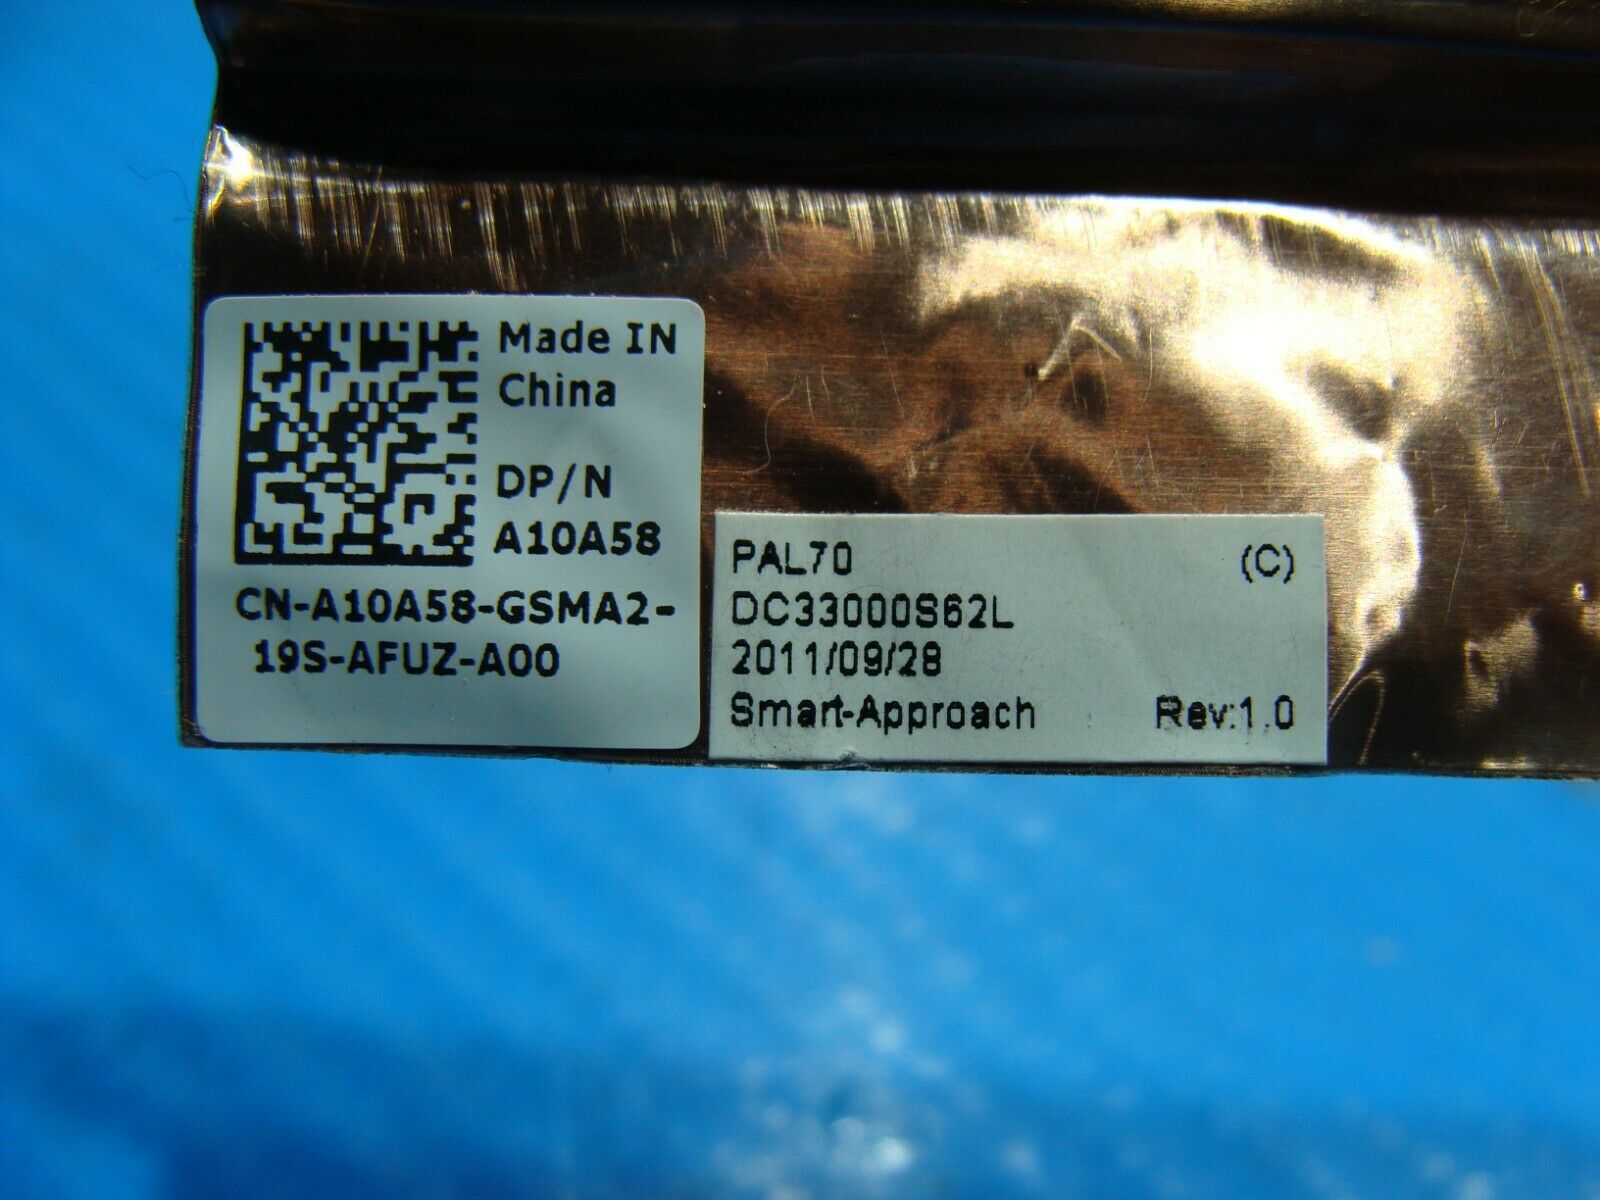 Made IN
China
DP/N
A10A58
CN-A10A58-GSMA2-
19S-AFUZ-A00
PAL70 (C)
DC33000S62L
2011/09/28
Smart-Approach Rev:1.0